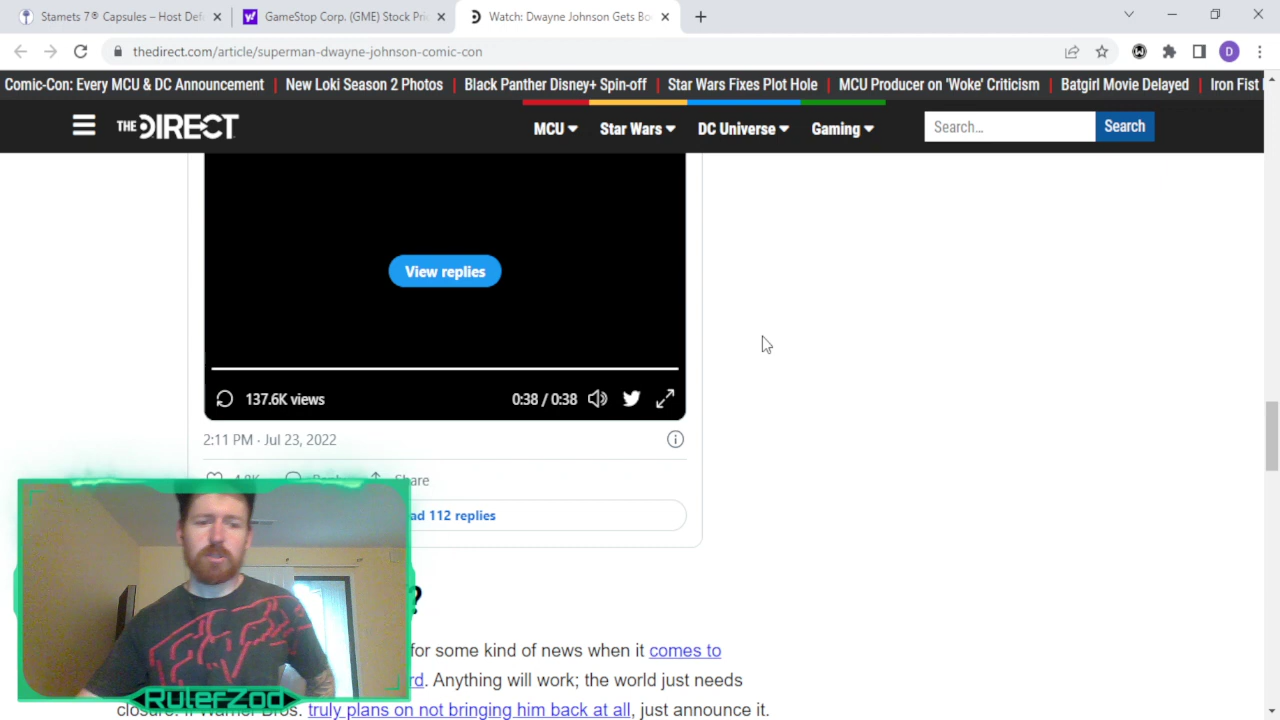 Stamets 7® Capsules – Host Def
GameStop Corp. (GME) Stock Pri
Watch: Dwayne Johnson Gets Bo
thedirect.com/article/superman-dwayne-johnson-comic-con
D
Comic-Con: Every MCU & DC Announcement | New Loki Season 2 Photos | Black Panther Disney+ Spin-off | Star Wars Fixes Plot Hole | MCU Producer on 'Woke' Criticism | Batgirl Movie Delayed | Iron Fist
THE DIRECT
MCU Star Wars DC Universe Gaming Search... Search
View replies
137.6K views 0:38 / 0:38
2:11 PM · Jul 23, 2022
Share
ad 112 replies
?
for some kind of news when it comes to
rd. Anything will work; the world just needs
closure. If Warner Bros. truly plans on not bringing him back at all, just announce it.
RulerZod